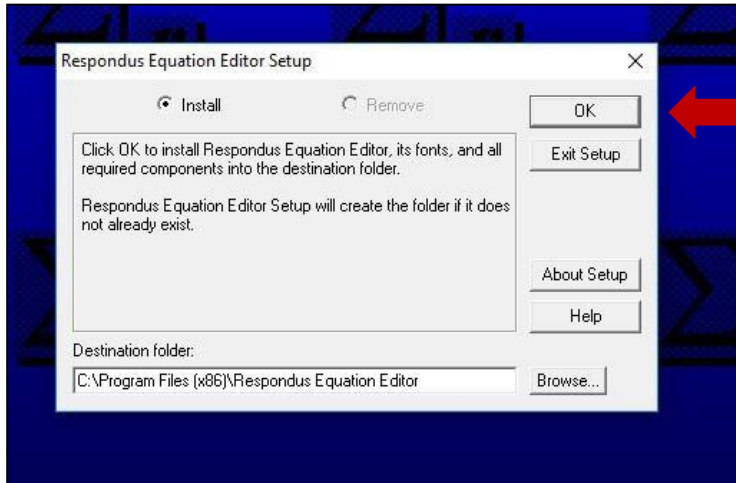 Respondus Equation Editor Setup
Install
Remove
OK
Click OK to install Respondus Equation Editor, its fonts, and all
required components into the destination folder.
Exit Setup
Respondus Equation Editor Setup will create the folder if it does
not already exist.
About Setup
Help
Destination folder:
C:\Program Files (x86)\Respondus Equation Editor
Browse...